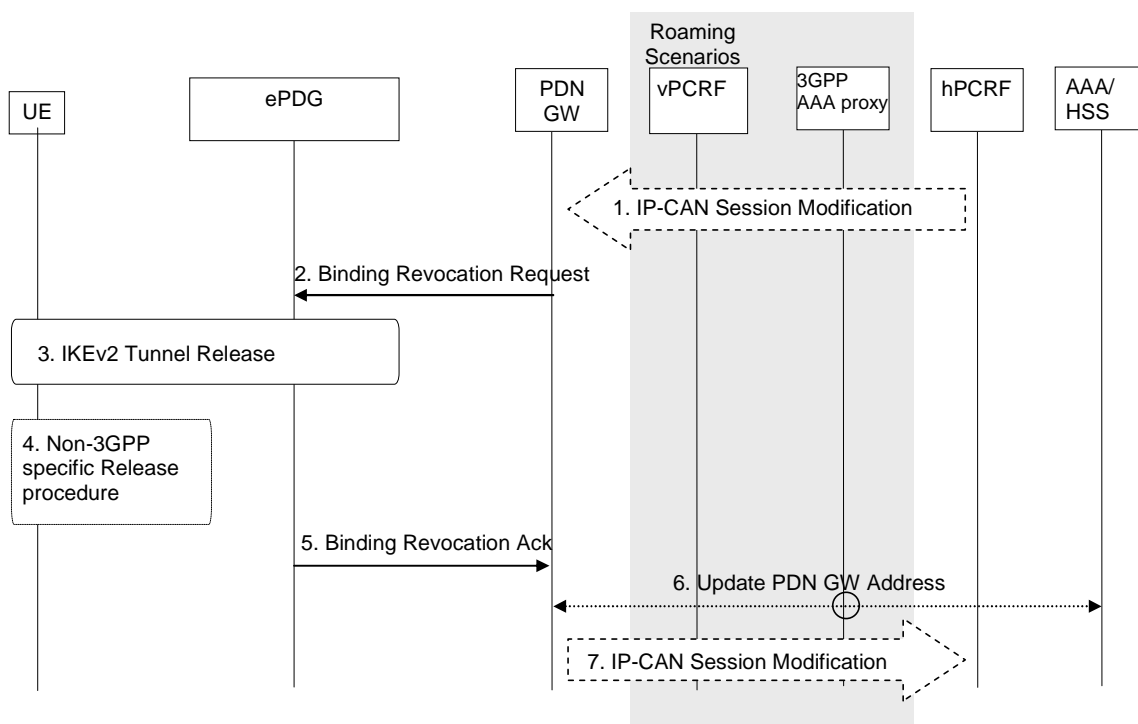 Roaming
Scenarios
UE
ePDG
PDN
GW
vPCRF
3GPP
AAA proxy
hPCRF
AAA/
HSS
1. IP-CAN Session Modification
2. Binding Revocation Request
3. IKEv2 Tunnel Release
4. Non-3GPP
specific Release
procedure
5. Binding Revocation Ack
6. Update PDN GW Address
7. IP-CAN Session Modification